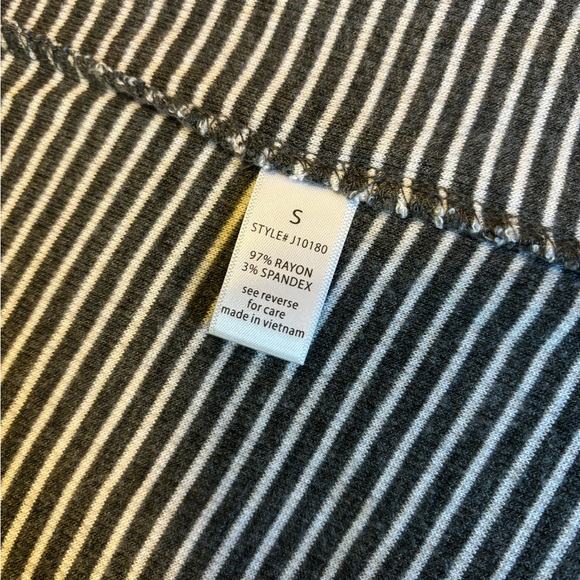 S
STYLE# J10180
97% RAYON
3% SPANDEX
see reverse
for care
made in vietnam